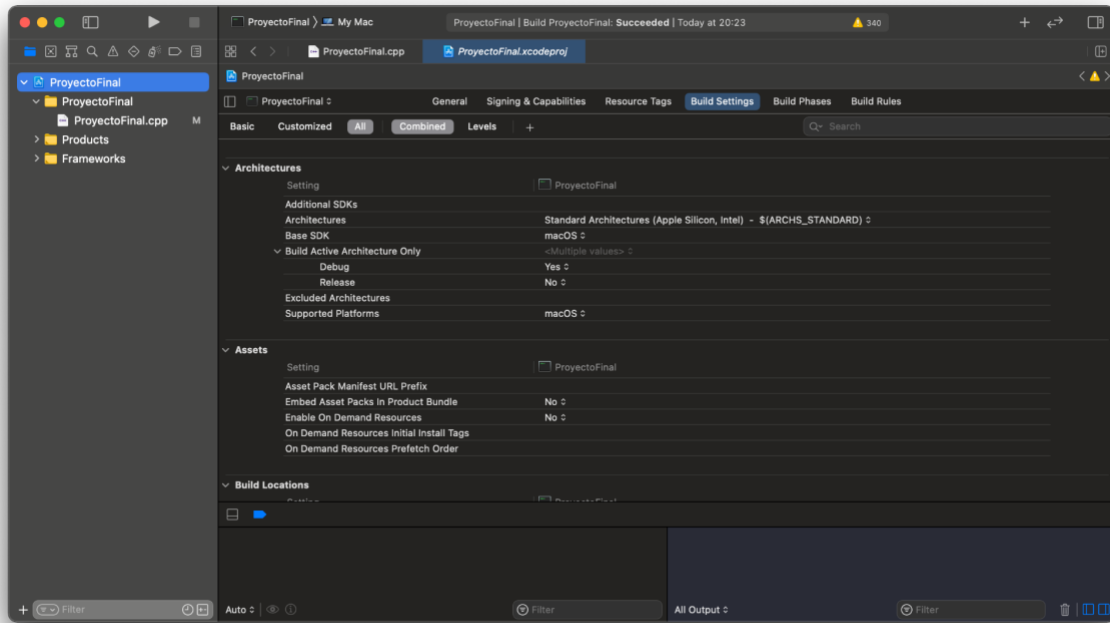 ProyectoFinal ⟩ My Mac
ProyectoFinal | Build ProyectoFinal: Succeeded | Today at 20:23
340
ProyectoFinal.cpp
ProyectoFinal.xcodeproj
ProyectoFinal
ProyectoFinal
ProyectoFinal
ProyectoFinal.cpp M
Products
Frameworks
ProyectoFinal
General Signing & Capabilities Resource Tags Build Settings Build Phases Build Rules
Basic Customized All Combined Levels +
Search
Architectures
Setting ProyectoFinal
Additional SDKs
Architectures Standard Architectures (Apple Silicon, Intel) - $(ARCHS_STANDARD)
Base SDK macOS
Build Active Architecture Only <Multiple values>
Debug Yes
Release No
Excluded Architectures
Supported Platforms macOS
Assets
Setting ProyectoFinal
Asset Pack Manifest URL Prefix
Embed Asset Packs In Product Bundle No
Enable On Demand Resources No
On Demand Resources Initial Install Tags
On Demand Resources Prefetch Order
Build Locations
Setting ProyectoFinal
Filter
Auto
Filter
All Output
Filter